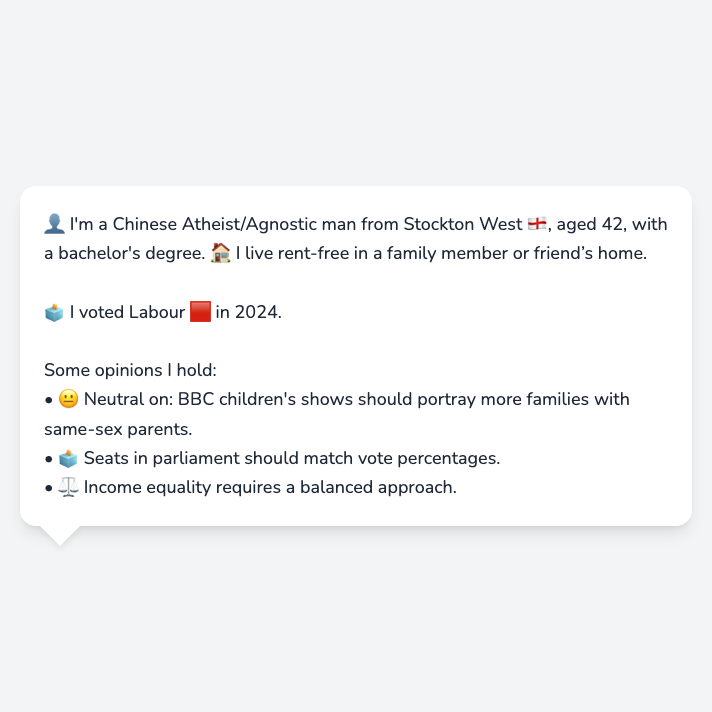 👤 I'm a Chinese Atheist/Agnostic man from Stockton West 🏴󠁧󠁢󠁥󠁮󠁧󠁿, aged 42, with
a bachelor's degree. 🏠 I live rent-free in a family member or friend’s home.
🗳️ I voted Labour 🟥 in 2024.
Some opinions I hold:
• 😐 Neutral on: BBC children's shows should portray more families with
same-sex parents.
• 🗳️ Seats in parliament should match vote percentages.
• ⚖️ Income equality requires a balanced approach.